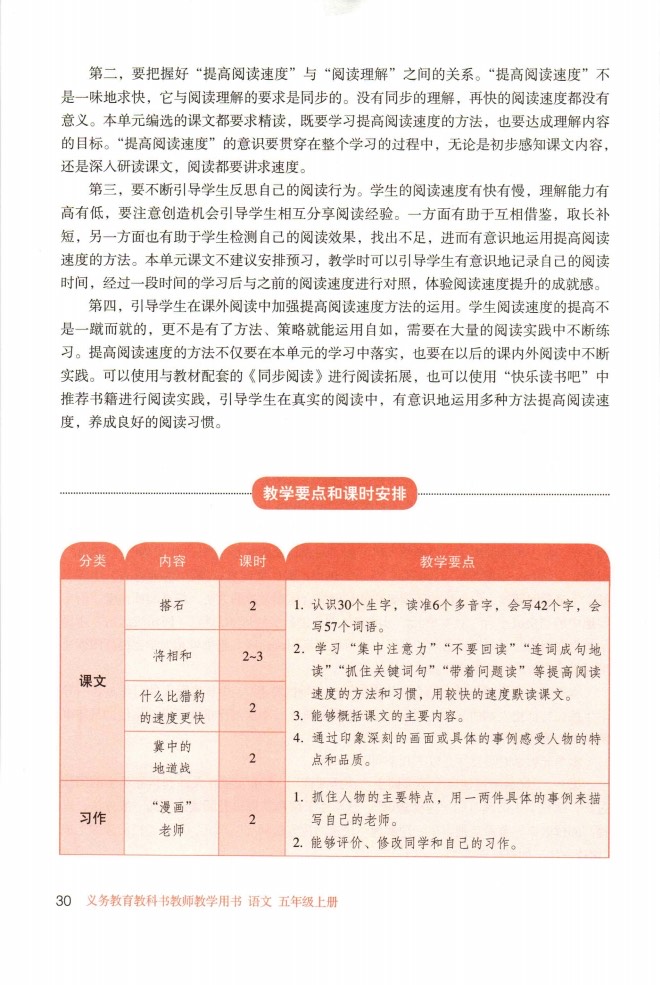 第二，要把握好“提高阅读速度”与“阅读理解”之间的关系。“提高阅读速度”不
是一味地求快，它与阅读理解的要求是同步的。没有同步的理解，再快的阅读速度都没有
意义。本单元编选的课文都要求精读，既要学习提高阅读速度的方法，也要达成理解内容
的目标。“提高阅读速度”的意识要贯穿在整个学习的过程中，无论是初步感知课文内容，
还是深入研读课文，阅读都要讲求速度。
第三，要不断引导学生反思自己的阅读行为。学生的阅读速度有快有慢，理解能力有
高有低，要注意创造机会引导学生相互分享阅读经验。一方面有助于互相借鉴，取长补
短，另一方面也有助于学生检测自己的阅读效果，找出不足，进而有意识地运用提高阅读
速度的方法。本单元课文不建议安排预习，教学时可以引导学生有意识地记录自己的阅读
时间，经过一段时间的学习后与之前的阅读速度进行对照，体验阅读速度提升的成就感。
第四，引导学生在课外阅读中加强提高阅读速度方法的运用。学生阅读速度的提高不
是一蹴而就的，更不是有了方法、策略就能运用自如，需要在大量的阅读实践中不断练
习。提高阅读速度的方法不仅要在本单元的学习中落实，也要在以后的课内外阅读中不断
实践。可以使用与教材配套的《同步阅读》进行阅读拓展，也可以使用“快乐读书吧”中
推荐书籍进行阅读实践，引导学生在真实的阅读中，有意识地运用多种方法提高阅读速
度，养成良好的阅读习惯。
教学要点和课时安排
分类 内容 课时 教学要点
课文
搭石 2
将相和 2~3
什么比猎豹
的速度更快 2
冀中的
地道战 2
1. 认识30个生字，读准6个多音字，会写42个字，会
写57个词语。
2. 学习“集中注意力”“不要回读”“连词成句地
读”“抓住关键词句”“带着问题读”等提高阅读
速度的方法和习惯，用较快的速度默读课文。
3. 能够概括课文的主要内容。
4. 通过印象深刻的画面或具体的事例感受人物的特
点和品质。
习作
“漫画”
老师 2
1. 抓住人物的主要特点，用一两件具体的事例来描
写自己的老师。
2. 能够评价、修改同学和自己的习作。
30 义务教育教科书教师教学用书 语文 五年级上册